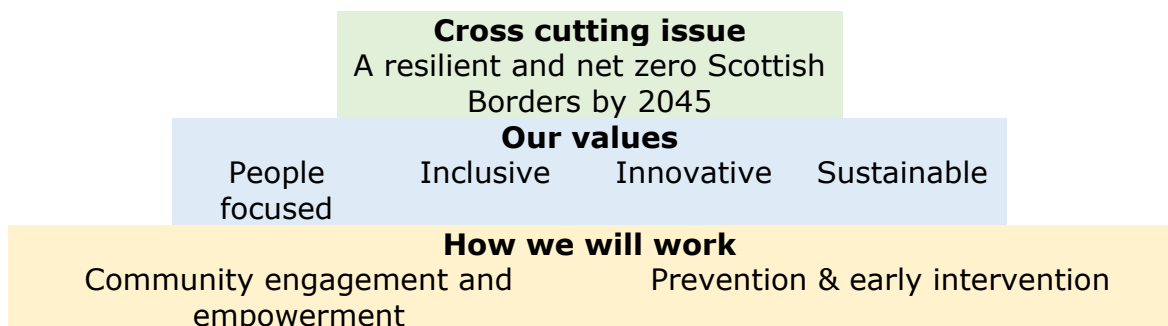 Cross cutting issue
A resilient and net zero Scottish
Borders by 2045
Our values
People focused Inclusive Innovative Sustainable
How we will work
Community engagement and empowerment Prevention & early intervention